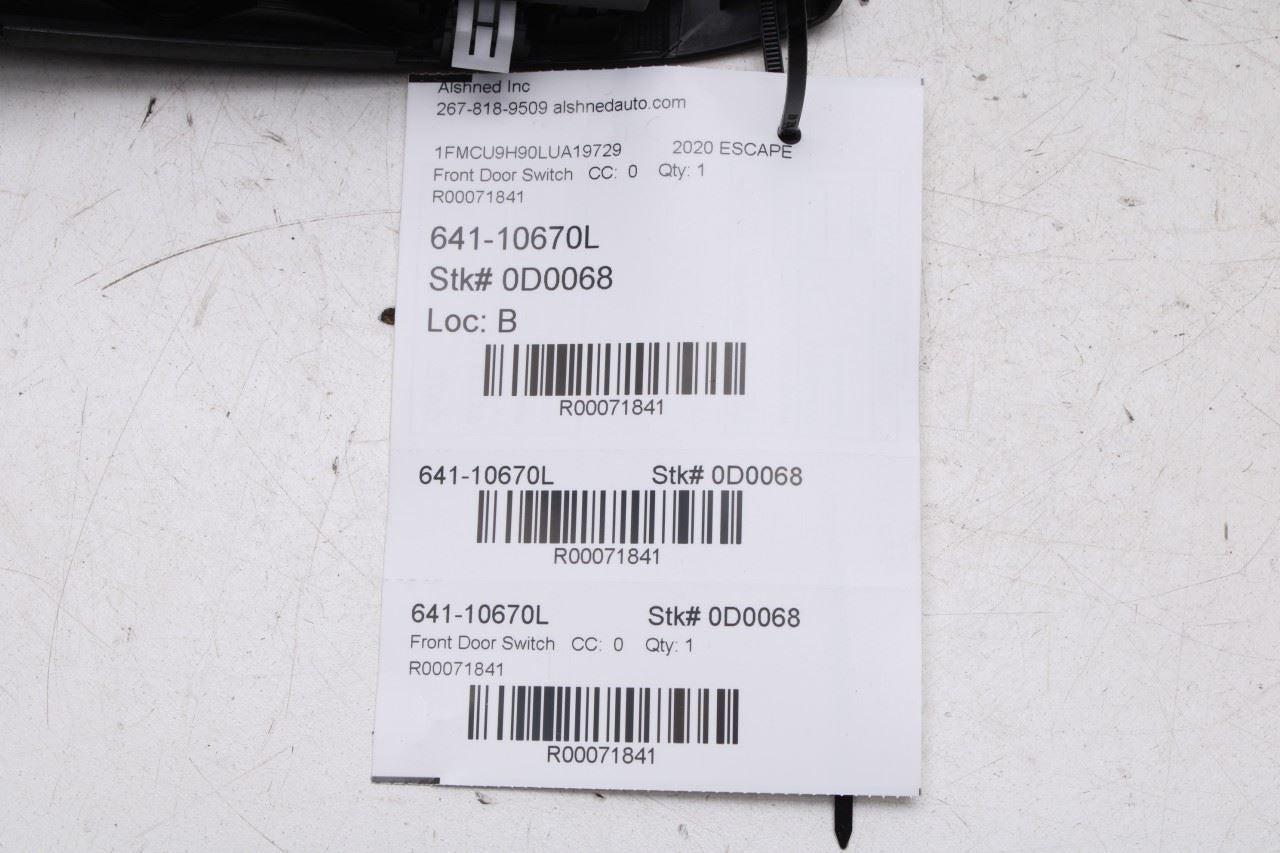 Alshned Inc
267-818-9509 alshnedauto.com
1FMCU9H90LUA19729 2020 ESCAPE
Front Door Switch CC: 0 Qty: 1
R00071841
641-10670L
Stk# 0D0068
Loc: B
R00071841
641-10670L Stk# 0D0068
R00071841
641-10670L Stk# 0D0068
Front Door Switch CC: 0 Qty: 1
R00071841
R00071841